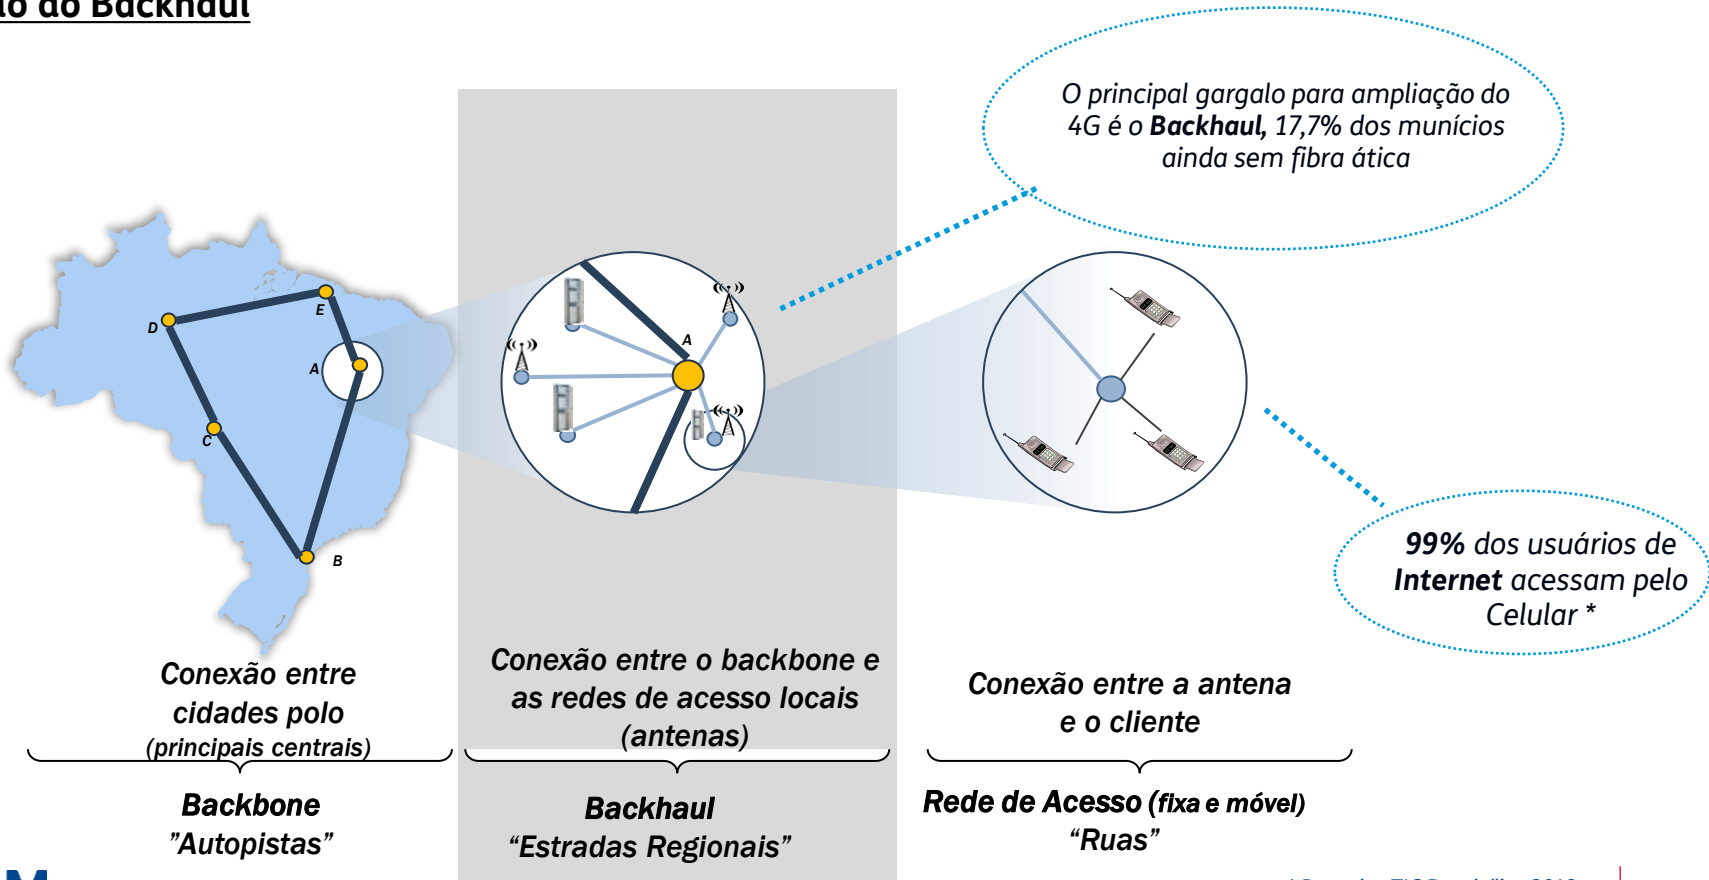 do Backhaul
O principal gargalo para ampliação do
4G é o Backhaul, 17,7% dos munícios
ainda sem fibra ática
E
D
A
C
B
A
99% dos usuários de
Internet acessam pelo
Celular *
Conexão entre
cidades polo
(principais centrais)
Conexão entre o backbone e
as redes de acesso locais
(antenas)
Conexão entre a antena
e o cliente
Backbone
”Autopistas”
Backhaul
“Estradas Regionais”
Rede de Acesso (fixa e móvel)
“Ruas”
M